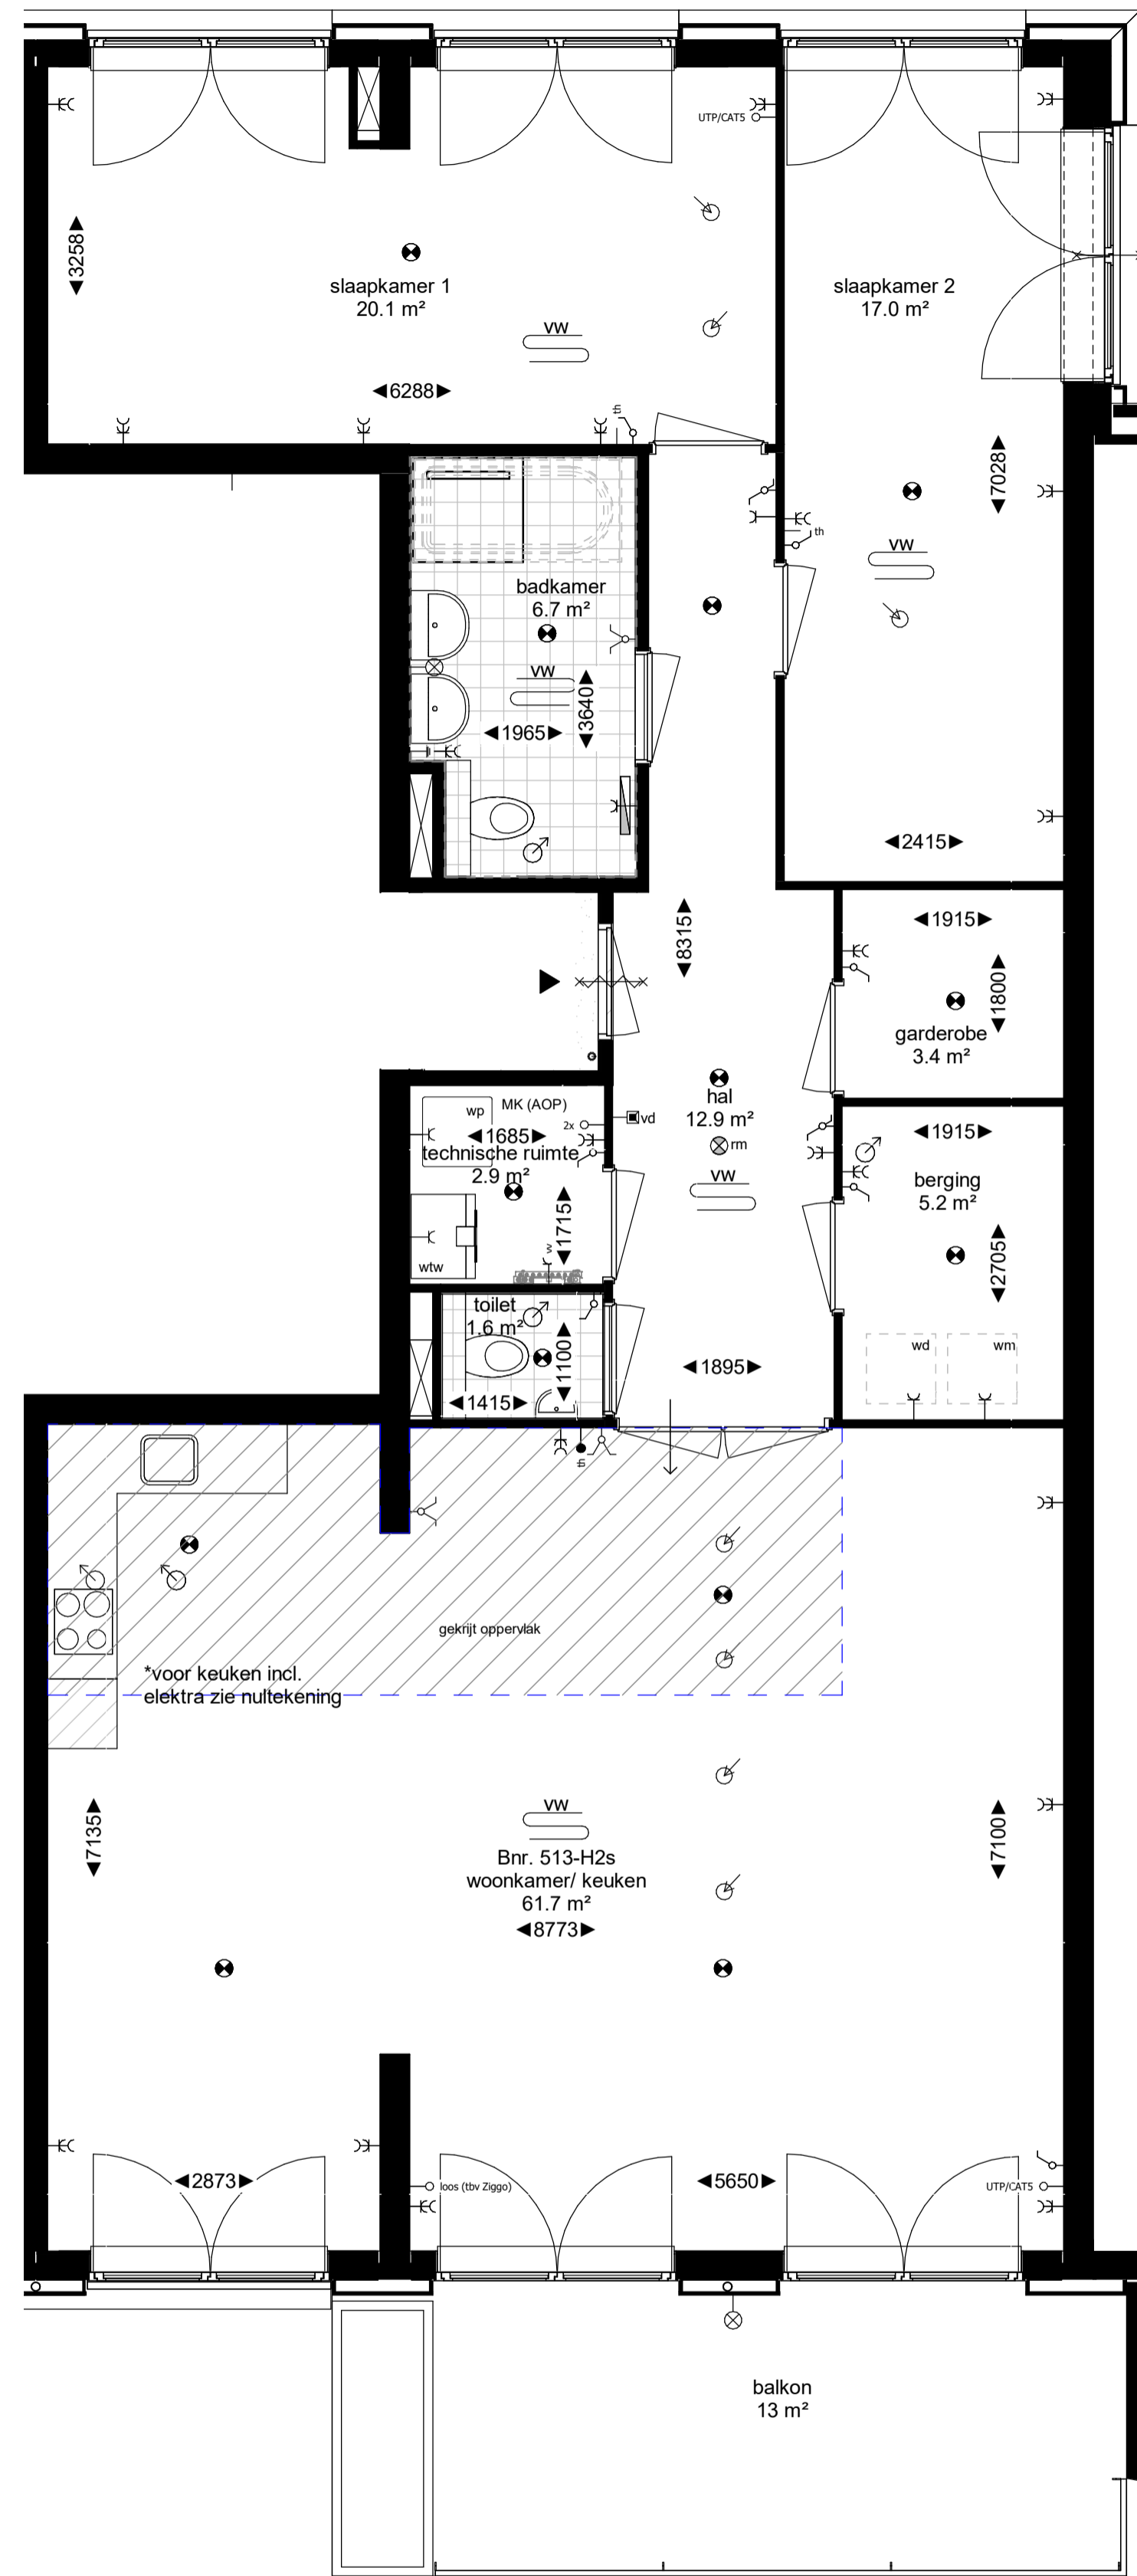 UTP/CAT5
3258
slaapkamer 1
20.1 m²
slaapkamer 2
17.0 m²
VW
6288
th
7028
th
VW
badkamer
6.7 m²
VW
3640
1965
2415
8315
1915
1800
garderobe
3.4 m²
wp
MK (AOP)
2x
1685
technische ruimte
2.9 m²
vd
hal
12.9 m²
rm
VW
1915
berging
5.2 m²
1715
w
wtw
2705
toilet
1.6 m²
1100
1415
1895
wd
wm
th
gekrijt oppervlak
*voor keuken incl.
elektra zie nultekening
7135
VW
7100
Bnr. 513-H2s
woonkamer/ keuken
61.7 m²
8773
2873
loos (tbv Ziggo)
5650
UTP/CAT5
balkon
13 m²